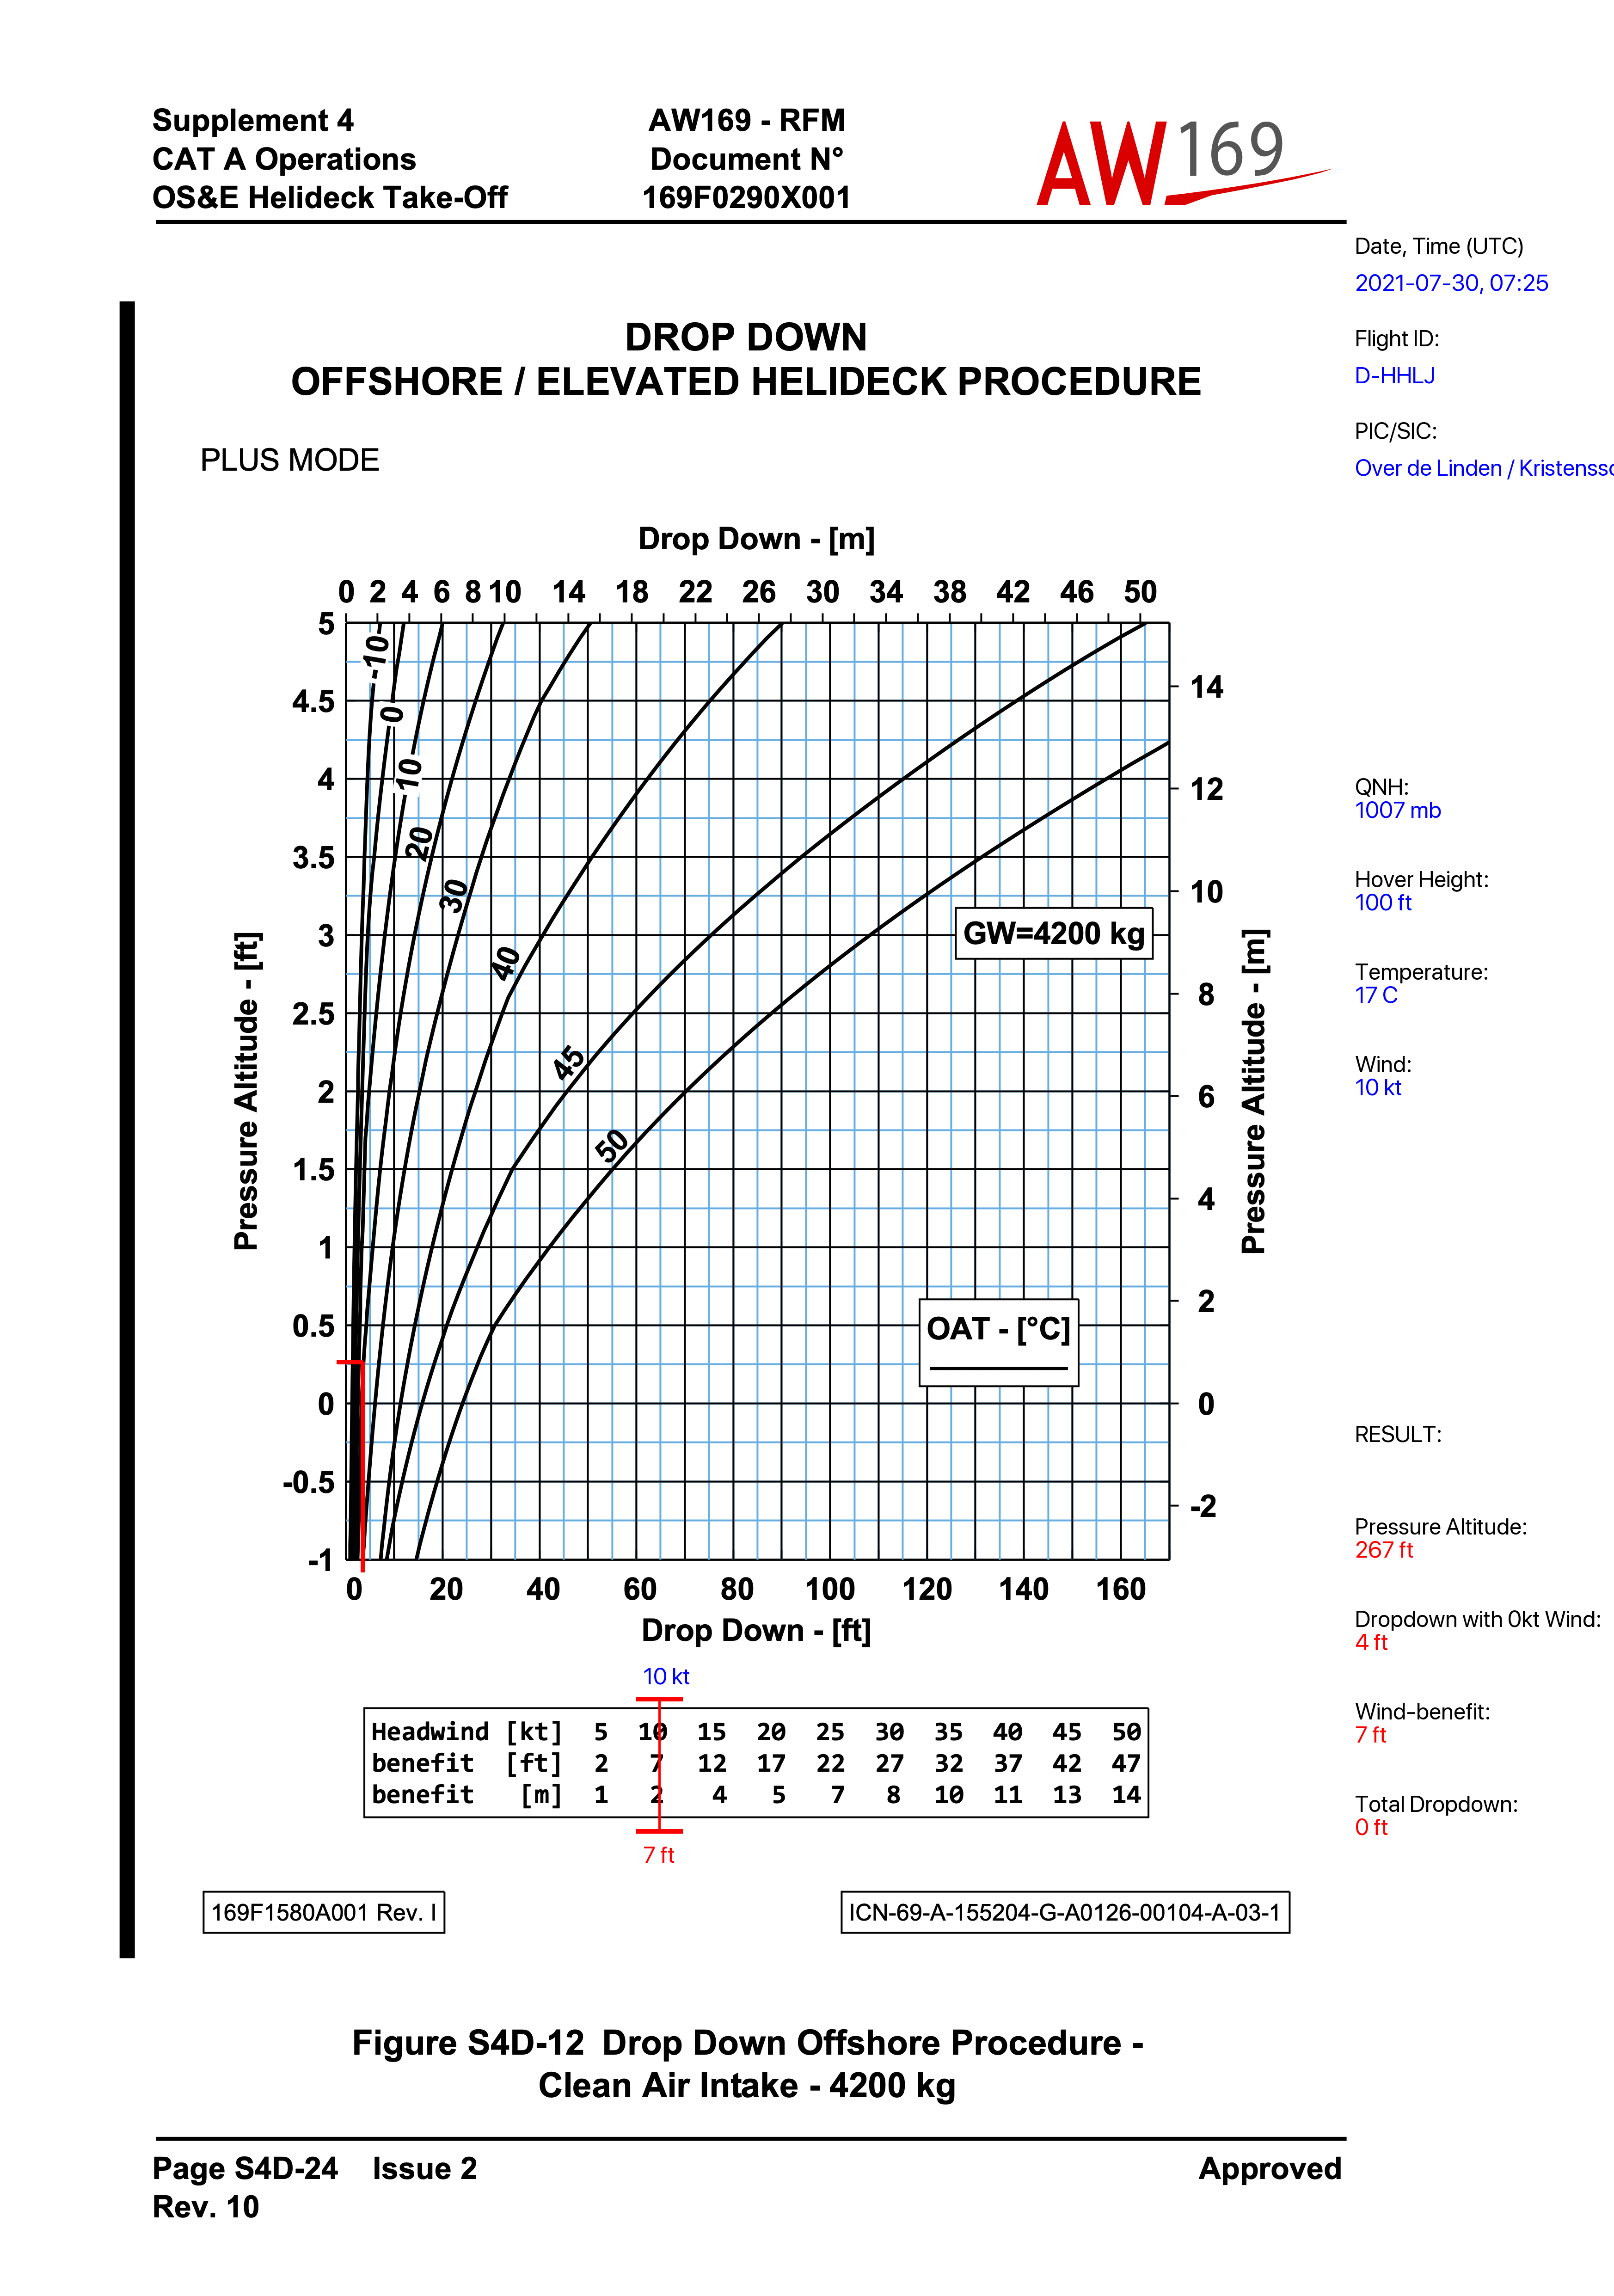 Supplement 4
CAT A Operations
OS&E Helideck Take-Off
AW169 - RFM
Document N°
169F0290X001
AW169
Date, Time (UTC)
2021-07-30, 07:25
Flight ID:
D-HHLJ
PIC/SIC:
Over de Linden / Kristenss
DROP DOWN
OFFSHORE / ELEVATED HELIDECK PROCEDURE
PLUS MODE
Drop Down - [m]
0 2 4 6 8 10 14 18 22 26 30 34 38 42 46 50
5
4.5
4
3.5
3
2.5
2
1.5
1
0.5
0
-0.5
-1
Pressure Altitude - [ft]
-10
0
10
20
30
40
45
50
GW=4200 kg
OAT - [°C]
14
12
10
8
6
4
2
0
-2
Pressure Altitude - [m]
0 20 40 60 80 100 120 140 160
Drop Down - [ft]
QNH:
1007 mb
Hover Height:
100 ft
Temperature:
17 C
Wind:
10 kt
RESULT:
Pressure Altitude:
267 ft
Dropdown with 0kt Wind:
4 ft
Wind-benefit:
7 ft
Total Dropdown:
0 ft
10 kt
Headwind [kt] 5 10 15 20 25 30 35 40 45 50
benefit [ft] 2 7 12 17 22 27 32 37 42 47
benefit [m] 1 2 4 5 7 8 10 11 13 14
7 ft
169F1580A001 Rev. I
ICN-69-A-155204-G-A0126-00104-A-03-1
Figure S4D-12 Drop Down Offshore Procedure -
Clean Air Intake - 4200 kg
Page S4D-24 Issue 2
Rev. 10
Approved